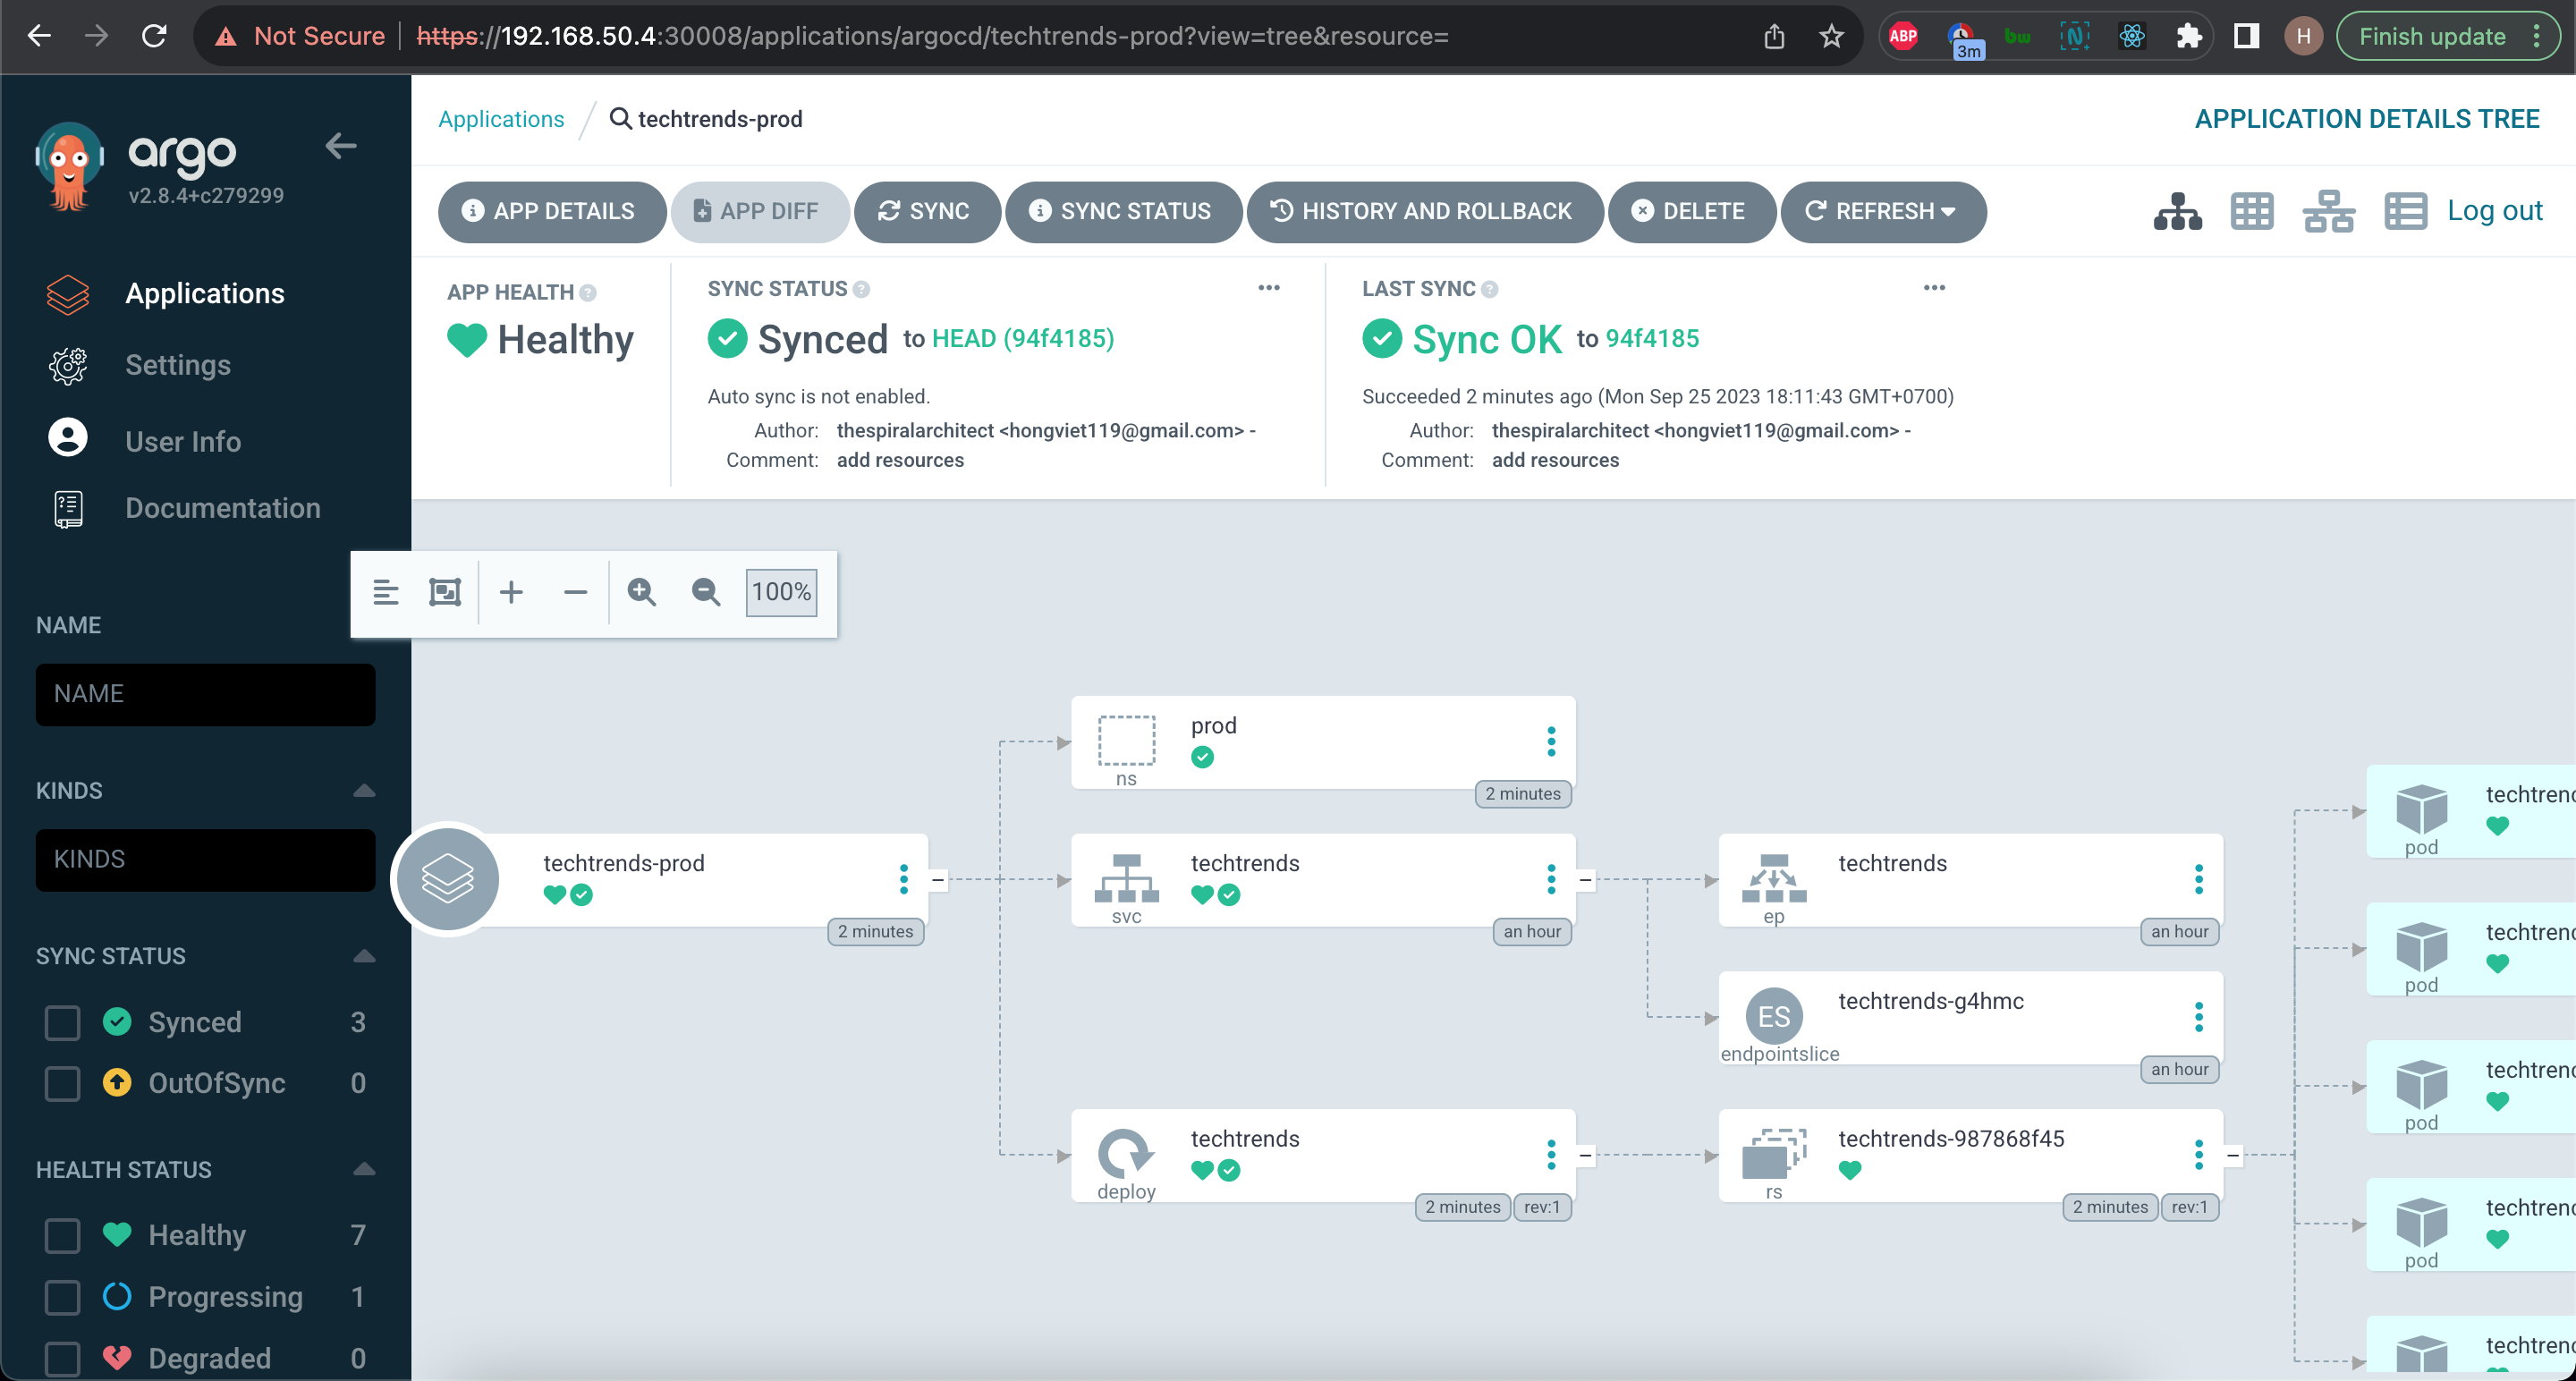 Not Secure https://192.168.50.4:30008/applications/argocd/techtrends-prod?view=tree&resource=
ABP
3m
bw
N
H
Finish update
argo
v2.8.4+c279299
Applications
Settings
User Info
Documentation
NAME
NAME
KINDS
KINDS
SYNC STATUS
Synced 3
OutOfSync 0
HEALTH STATUS
Healthy 7
Progressing 1
Degraded 0
Applications / techtrends-prod
APPLICATION DETAILS TREE
APP DETAILS
APP DIFF
SYNC
SYNC STATUS
HISTORY AND ROLLBACK
DELETE
REFRESH
Log out
APP HEALTH
Healthy
SYNC STATUS
Synced to HEAD (94f4185)
Auto sync is not enabled.
Author: thespiralarchitect <hongviet119@gmail.com> -
Comment: add resources
LAST SYNC
Sync OK to 94f4185
Succeeded 2 minutes ago (Mon Sep 25 2023 18:11:43 GMT+0700)
Author: thespiralarchitect <hongviet119@gmail.com> -
Comment: add resources
100%
techtrends-prod
2 minutes
prod
ns
2 minutes
techtrends
svc
an hour
techtrends
deploy
2 minutes
rev:1
techtrends
ep
an hour
ES
techtrends-g4hmc
endpointslice
an hour
techtrends-987868f45
rs
2 minutes
rev:1
techtren
pod
techtren
pod
techtren
pod
techtren
pod
techtren